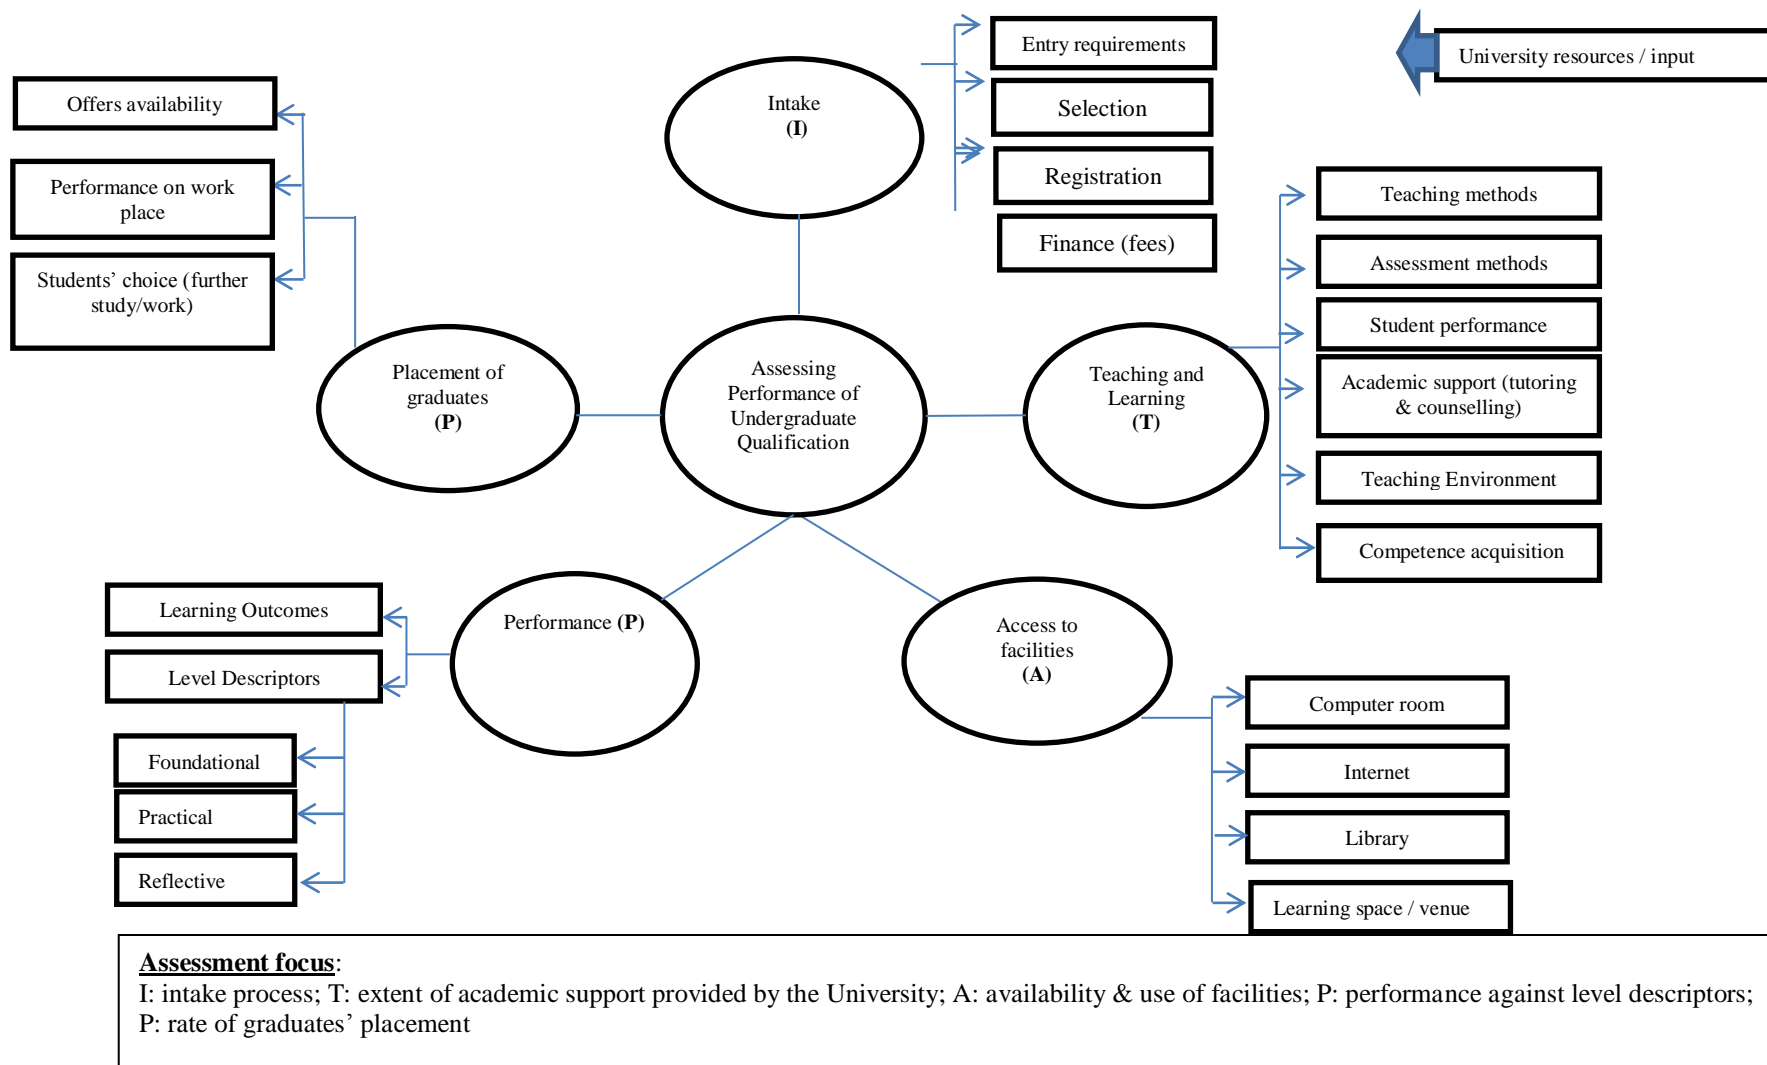 Entry requirements
Selection
Registration
Finance (fees)
University resources / input
Intake
(I)
Offers availability
Performance on work
place
Students’ choice (further
study/work)
Teaching methods
Assessment methods
Student performance
Academic support (tutoring
& counselling)
Teaching Environment
Competence acquisition
Placement of
graduates
(P)
Assessing
Performance of
Undergraduate
Qualification
Teaching and
Learning
(T)
Learning Outcomes
Level Descriptors
Foundational
Practical
Reflective
Performance (P)
Access to
facilities
(A)
Computer room
Internet
Library
Learning space / venue
Assessment focus:
I: intake process; T: extent of academic support provided by the University; A: availability & use of facilities; P: performance against level descriptors;
P: rate of graduates’ placement